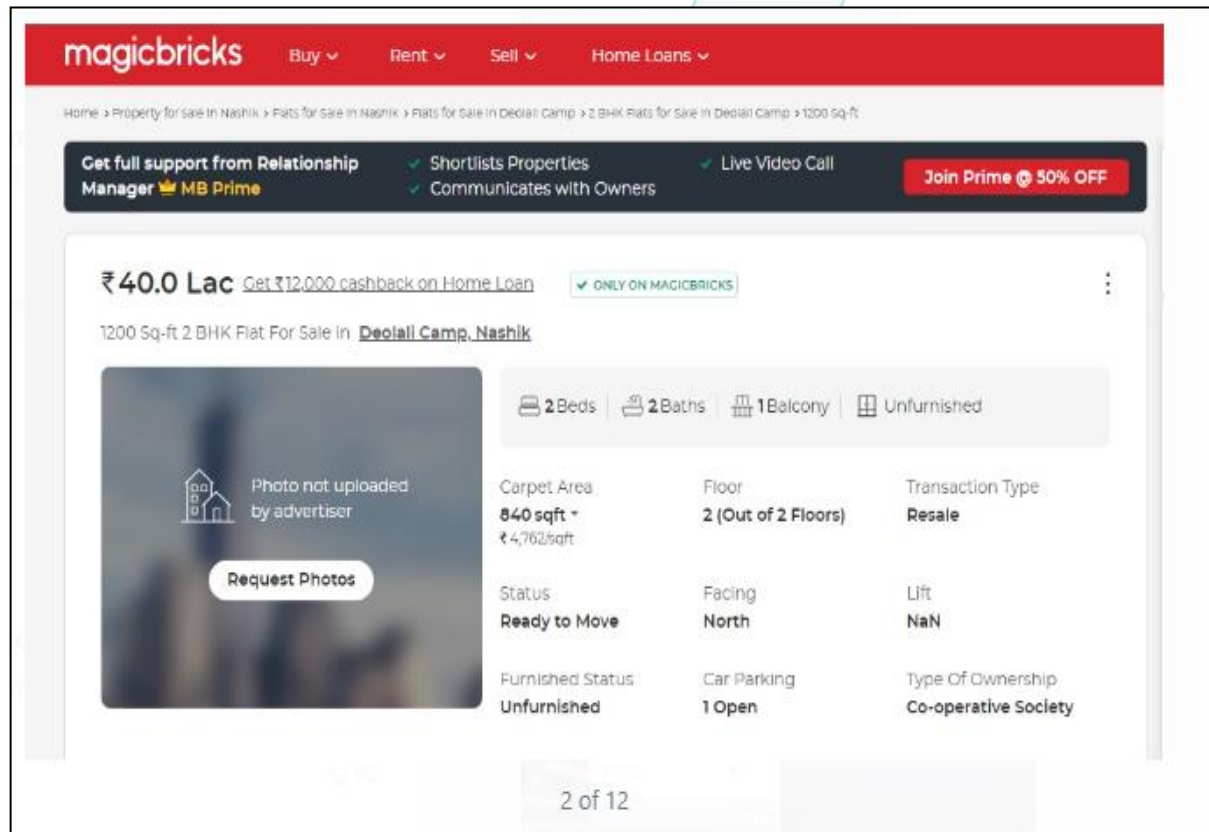 magicbricks Buy Rent Sell Home Loans
Home > Property for Sale in Nashik > Flats for Sale in Nashik > Flats for Sale in Deolali Camp > 2 BHK Flats for Sale in Deolali Camp > 1200 Sq-ft
Get full support from Relationship
Manager MB Prime
Shortlists Properties
Communicates with Owners
Live Video Call
Join Prime @ 50% OFF
₹40.0 Lac Get ₹12,000 cashback on Home Loan ONLY ON MAGICBRICKS
1200 Sq-ft 2 BHK Flat For Sale in Deolali Camp, Nashik
Photo not uploaded
by advertiser
Request Photos
2 Beds 2 Baths 1 Balcony Unfurnished
Carpet Area Floor Transaction Type
840 sqft 2 (Out of 2 Floors) Resale
₹4,762/sqft
Status Facing Lift
Ready to Move North NaN
Furnished Status Car Parking Type Of Ownership
Unfurnished 1 Open Co-operative Society
2 of 12